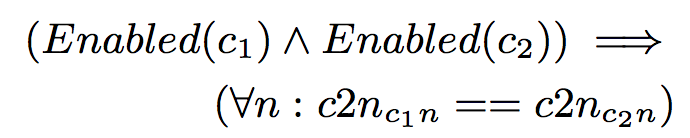 (Enabled(c₁) ∧ Enabled(c₂)) ⟹
(∀n : c2n_{c₁n} == c2n_{c₂n})